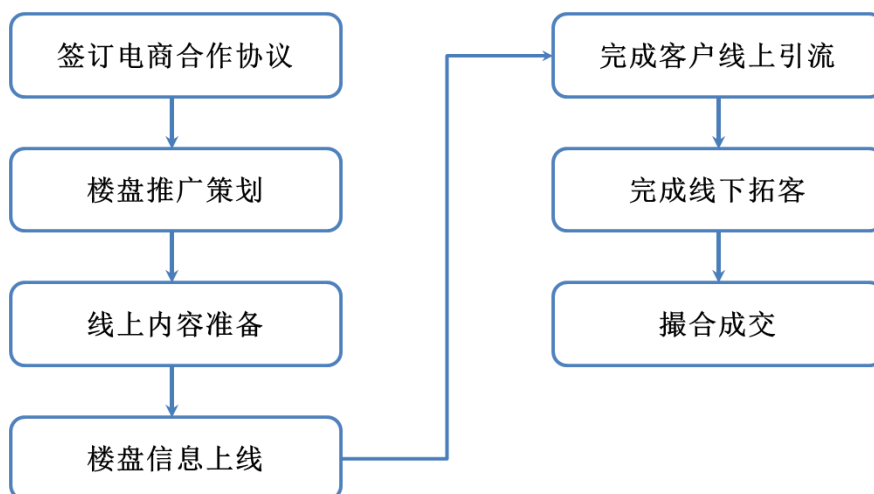 签订电商合作协议
楼盘推广策划
线上内容准备
楼盘信息上线
完成客户线上引流
完成线下拓客
撮合成交